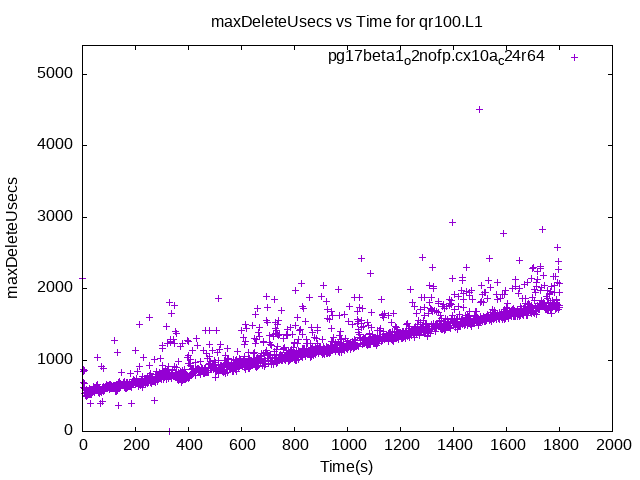 maxDeleteUsecs vs Time for qr100.L1
pg17beta1o2nofp.cx10ac24r64
5000
4000
3000
2000
1000
0
maxDeleteUsecs
0 200 400 600 800 1000 1200 1400 1600 1800 2000
Time(s)